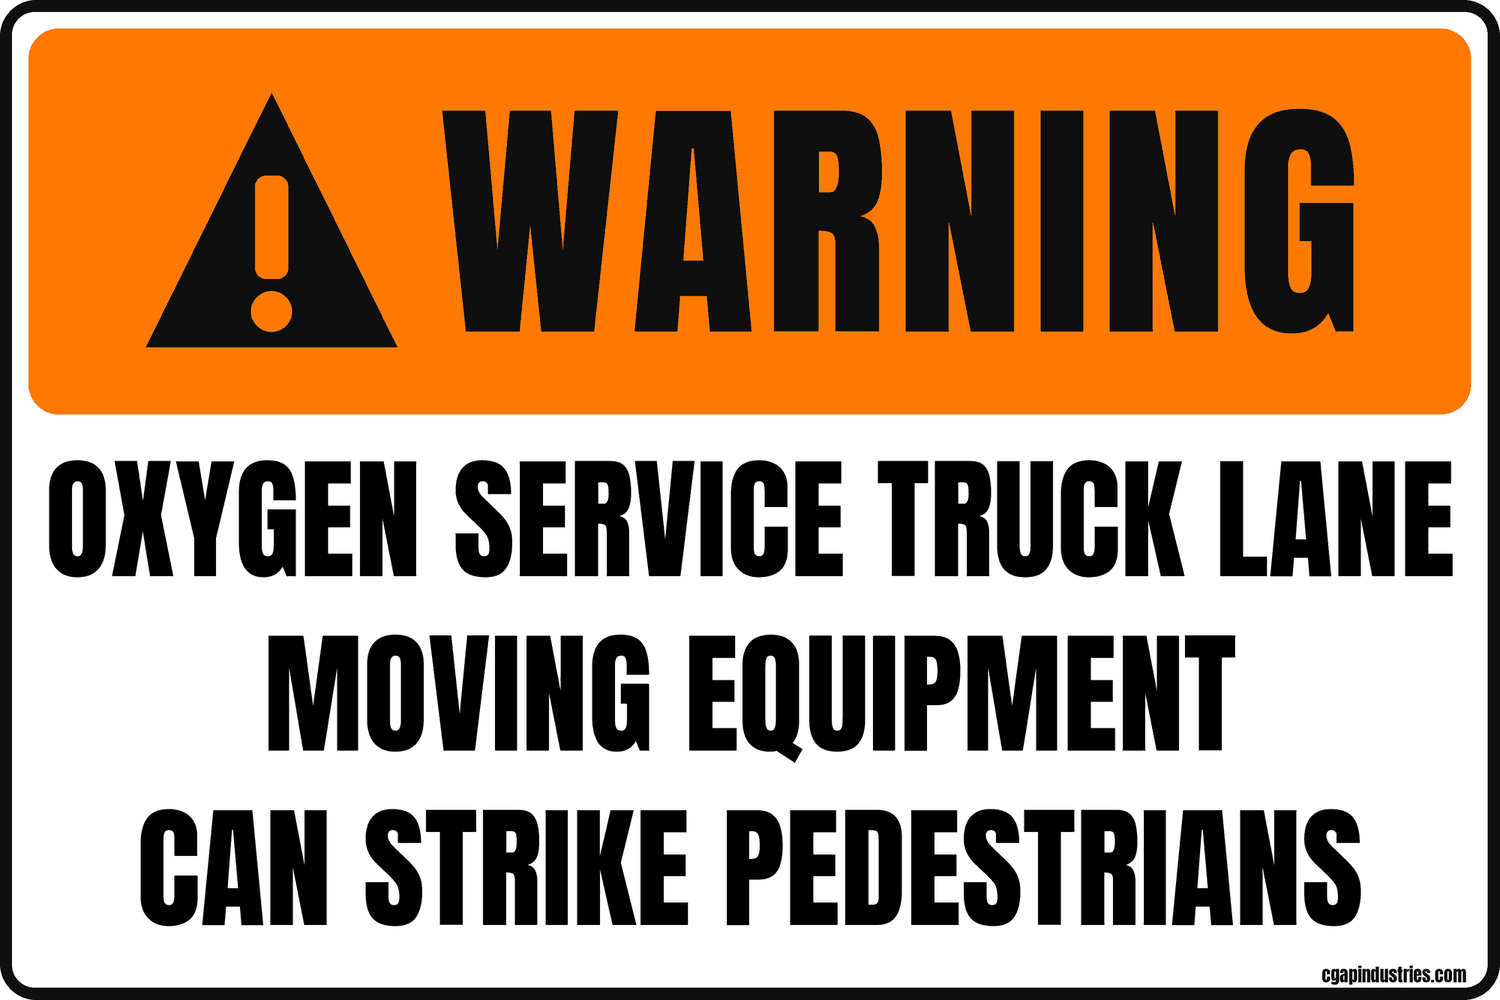 WARNING
OXYGEN SERVICE TRUCK LANE
MOVING EQUIPMENT
CAN STRIKE PEDESTRIANS
cgapindustries.com